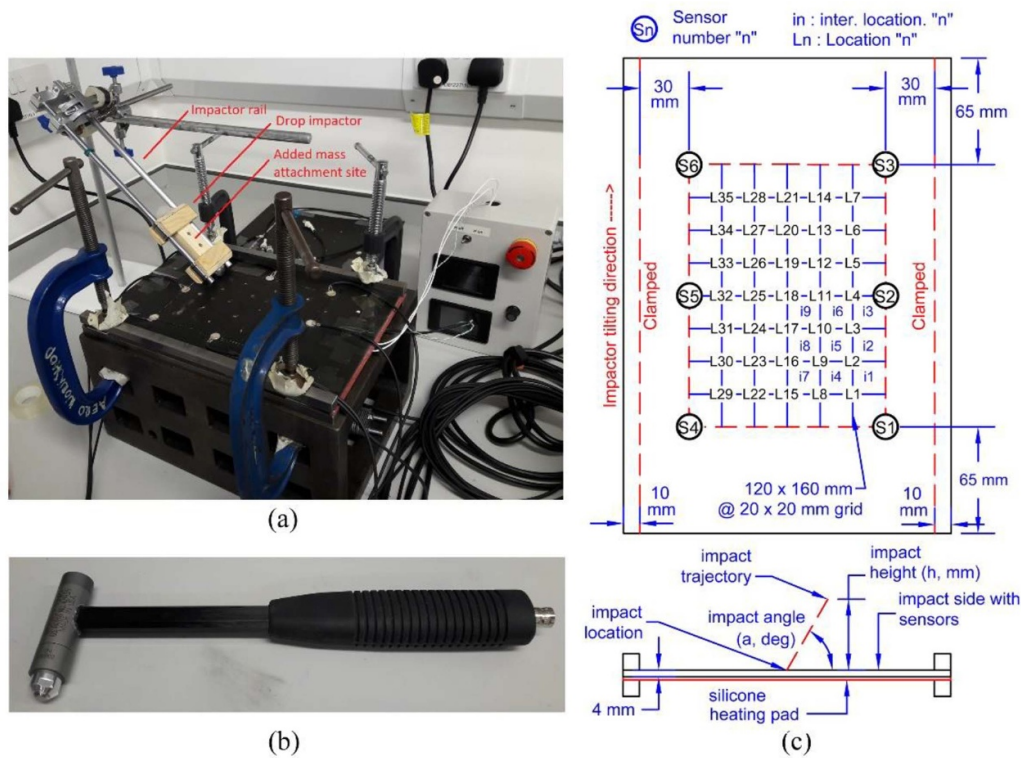 Impactor rail
Drop impactor
Added mass
attachment site
AERO WORKSHOP
(a)
(b)
Sn
Sensor
number "n"
in : inter. location. "n"
Ln : Location "n"
30
mm
30
mm
65 mm
Impactor tilting direction ------>
Clamped
Clamped
S6
S3
L35 L28 L21 L14 L7
L34 L27 L20 L13 L6
L33 L26 L19 L12 L5
S5 L32 L25 L18 L11 L4 S2
i9 i6 i3
L31 L24 L17 L10 L3
i8 i5 i2
L30 L23 L16 L9 L2
i7 i4 i1
L29 L22 L15 L8 L1
S4
S1
10
mm
120 x 160 mm
@ 20 x 20 mm grid
10
mm
65 mm
impact
trajectory
impact
height (h, mm)
impact
location
impact angle
(a, deg)
impact side with
sensors
4 mm
silicone
heating pad
(c)